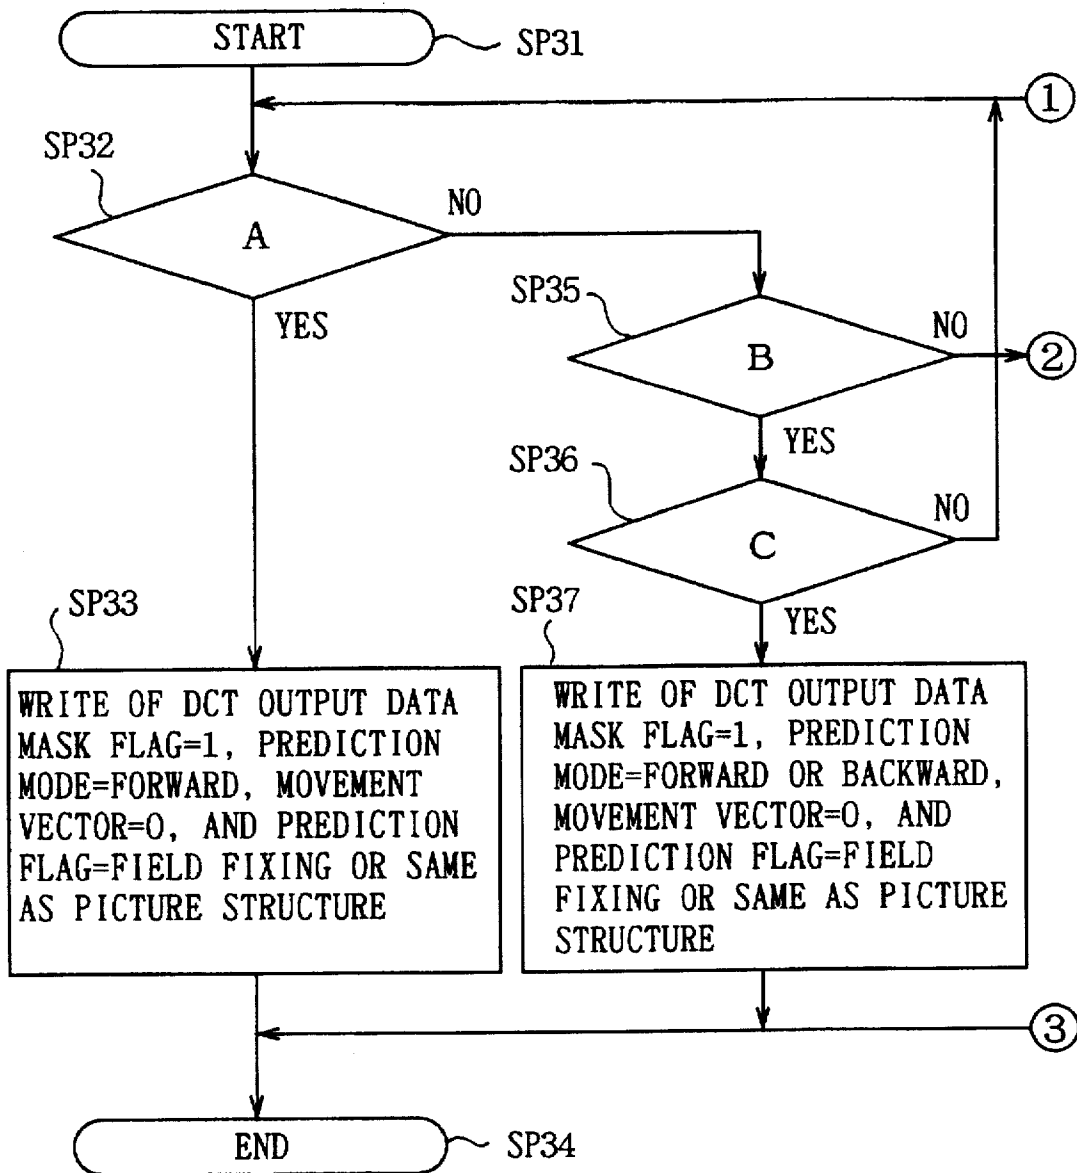 START
SP31
①
SP32
NO
A
YES
SP35
NO
B
②
YES
SP36
NO
C
YES
SP33
SP37
WRITE OF DCT OUTPUT DATA
MASK FLAG=1, PREDICTION
MODE=FORWARD, MOVEMENT
VECTOR=0, AND PREDICTION
FLAG=FIELD FIXING OR SAME
AS PICTURE STRUCTURE
WRITE OF DCT OUTPUT DATA
MASK FLAG=1, PREDICTION
MODE=FORWARD OR BACKWARD,
MOVEMENT VECTOR=0, AND
PREDICTION FLAG=FIELD
FIXING OR SAME AS PICTURE
STRUCTURE
③
END
SP34